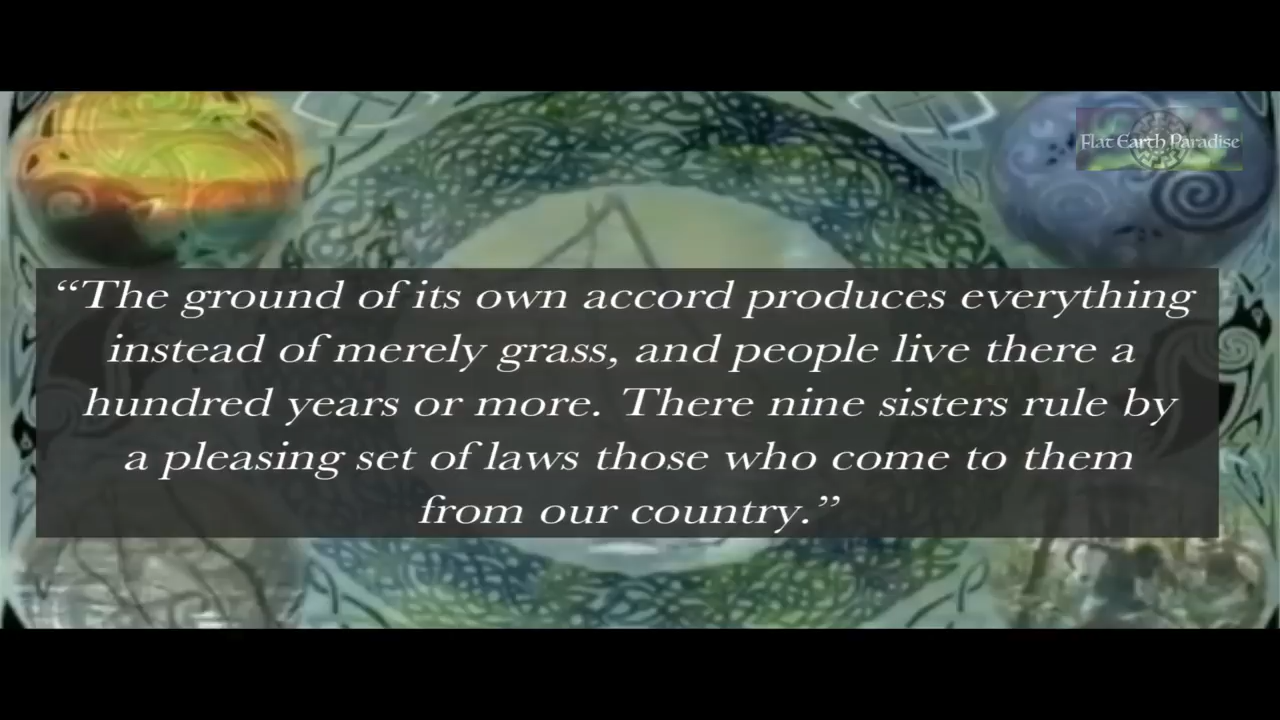 Flat Earth Paradise
“The ground of its own accord produces everything
instead of merely grass, and people live there a
hundred years or more. There nine sisters rule by
a pleasing set of laws those who come to them
from our country.”